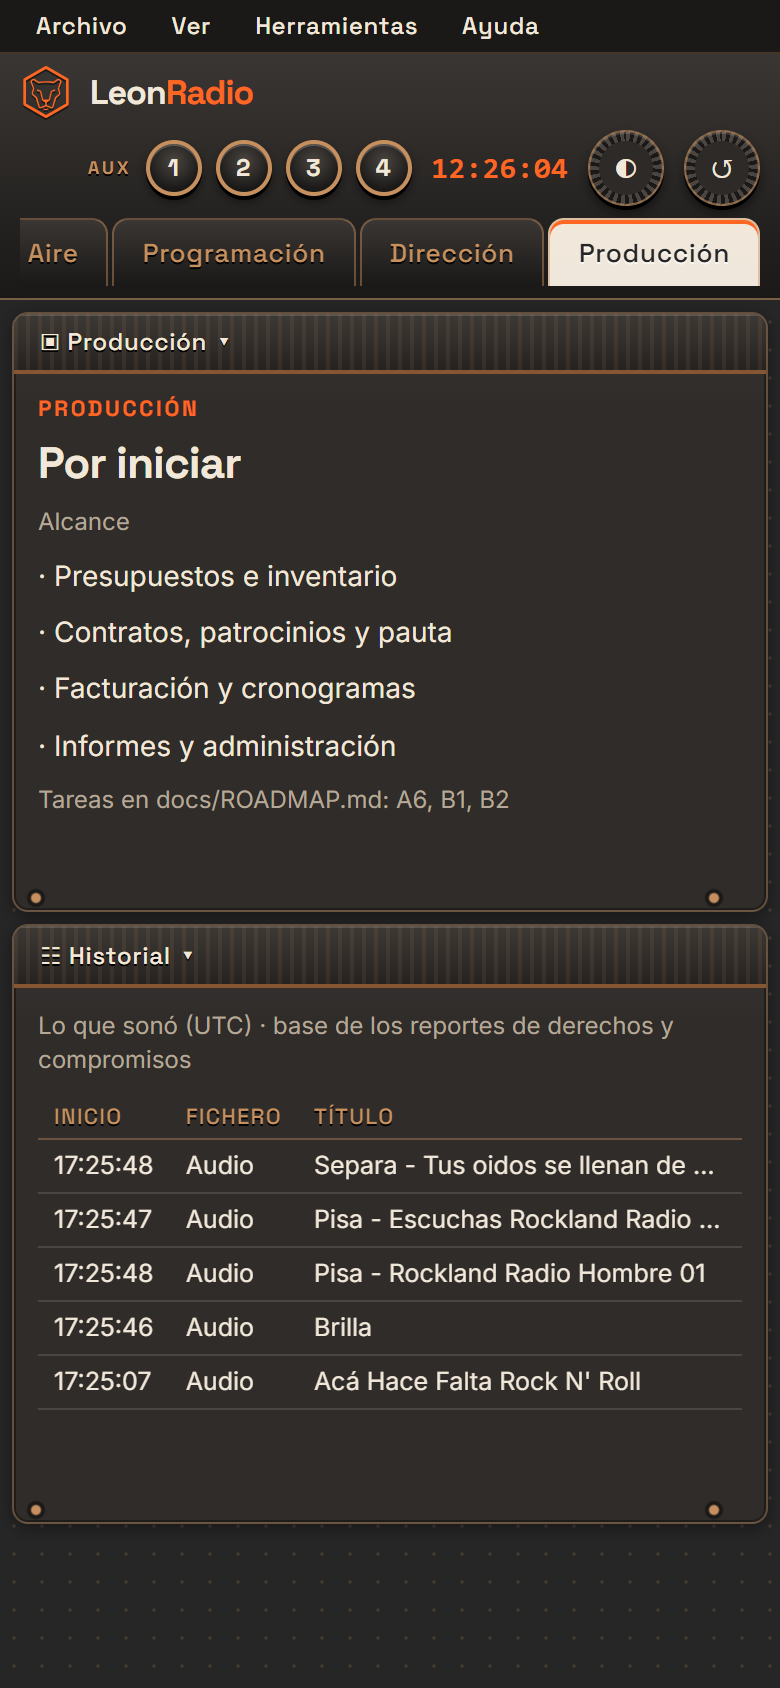 Archivo Ver Herramientas Ayuda
LeonRadio
AUX 1 2 3 4 12:26:04
Aire Programación Dirección Producción
Producción
PRODUCCIÓN
Por iniciar
Alcance
· Presupuestos e inventario
· Contratos, patrocinios y pauta
· Facturación y cronogramas
· Informes y administración
Tareas en docs/ROADMAP.md: A6, B1, B2
Historial
Lo que sonó (UTC) · base de los reportes de derechos y
compromisos
INICIO FICHERO TÍTULO
17:25:48 Audio Separa - Tus oidos se llenan de ...
17:25:47 Audio Pisa - Escuchas Rockland Radio ...
17:25:48 Audio Pisa - Rockland Radio Hombre 01
17:25:46 Audio Brilla
17:25:07 Audio Acá Hace Falta Rock N' Roll